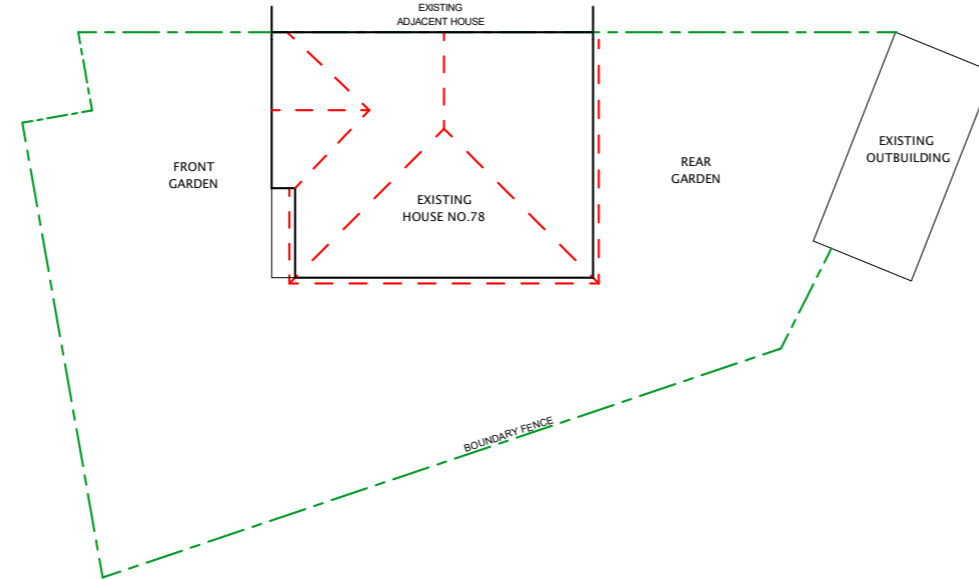 EXISTING
ADJACENT HOUSE
FRONT
GARDEN
EXISTING
HOUSE NO.78
REAR
GARDEN
EXISTING
OUTBUILDING
BOUNDARY FENCE